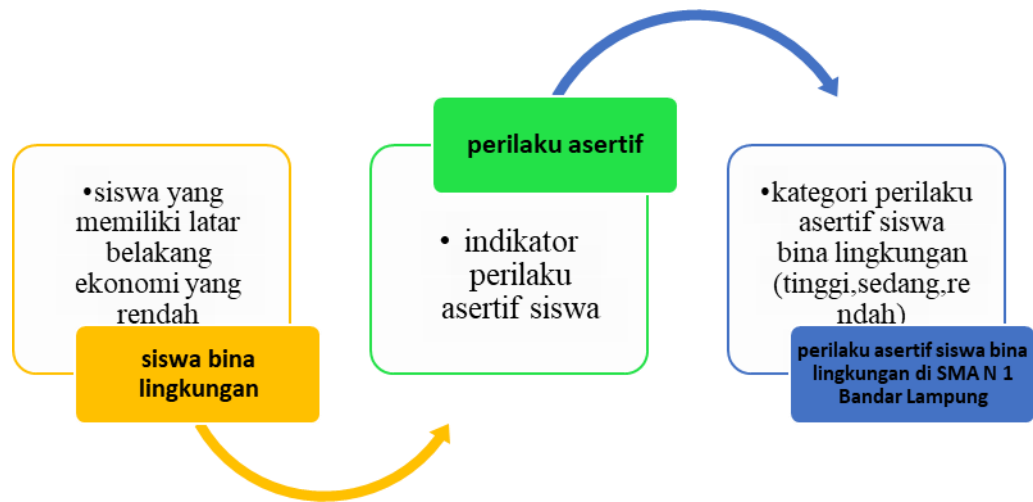 •siswa yang
memiliki latar
belakang
ekonomi yang
rendah
siswa bina
lingkungan
perilaku asertif
• indikator
perilaku
asertif siswa
•kategori perilaku
asertif siswa
bina lingkungan
(tinggi,sedang,re
ndah)
perilaku asertif siswa bina
lingkungan di SMA N 1
Bandar Lampung